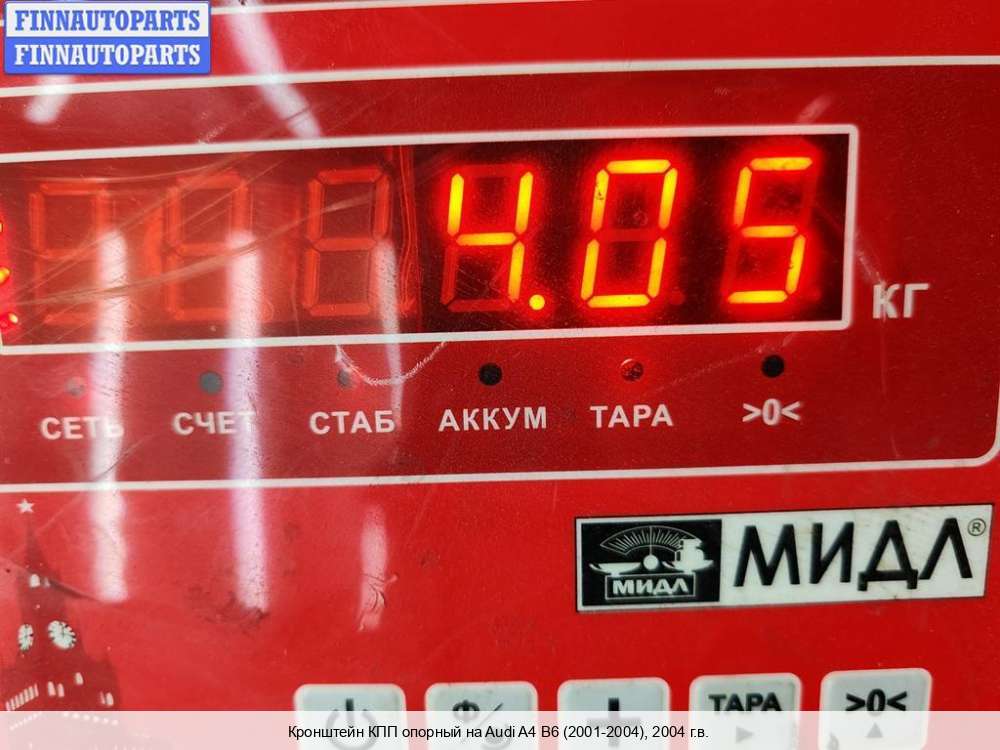 FINNAUTOPARTS
FINNAUTOPARTS
4.05
КГ
СЕТЬ СЧЕТ СТАБ АККУМ ТАРА >0<
МИДЛ МИДЛ®
ТАРА >0<
Кронштейн КПП опорный на Audi A4 B6 (2001-2004), 2004 г.в.